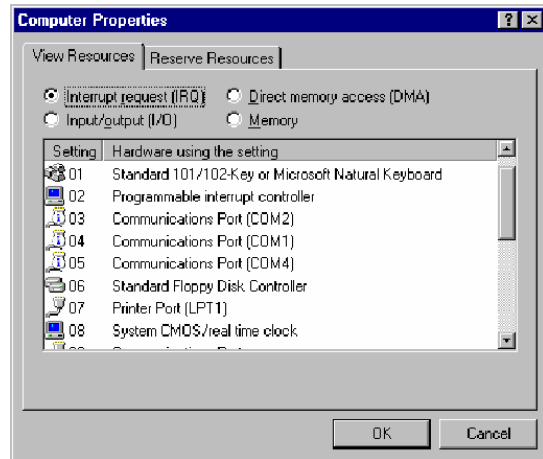 Computer Properties
View Resources Reserve Resources
Interrupt request (IRQ) Direct memory access (DMA)
Input/output (I/O) Memory
Setting Hardware using the setting
01 Standard 101/102-Key or Microsoft Natural Keyboard
02 Programmable interrupt controller
03 Communications Port (COM2)
04 Communications Port (COM1)
05 Communications Port (COM4)
06 Standard Floppy Disk Controller
07 Printer Port (LPT1)
08 System CMOS/real time clock
OK Cancel